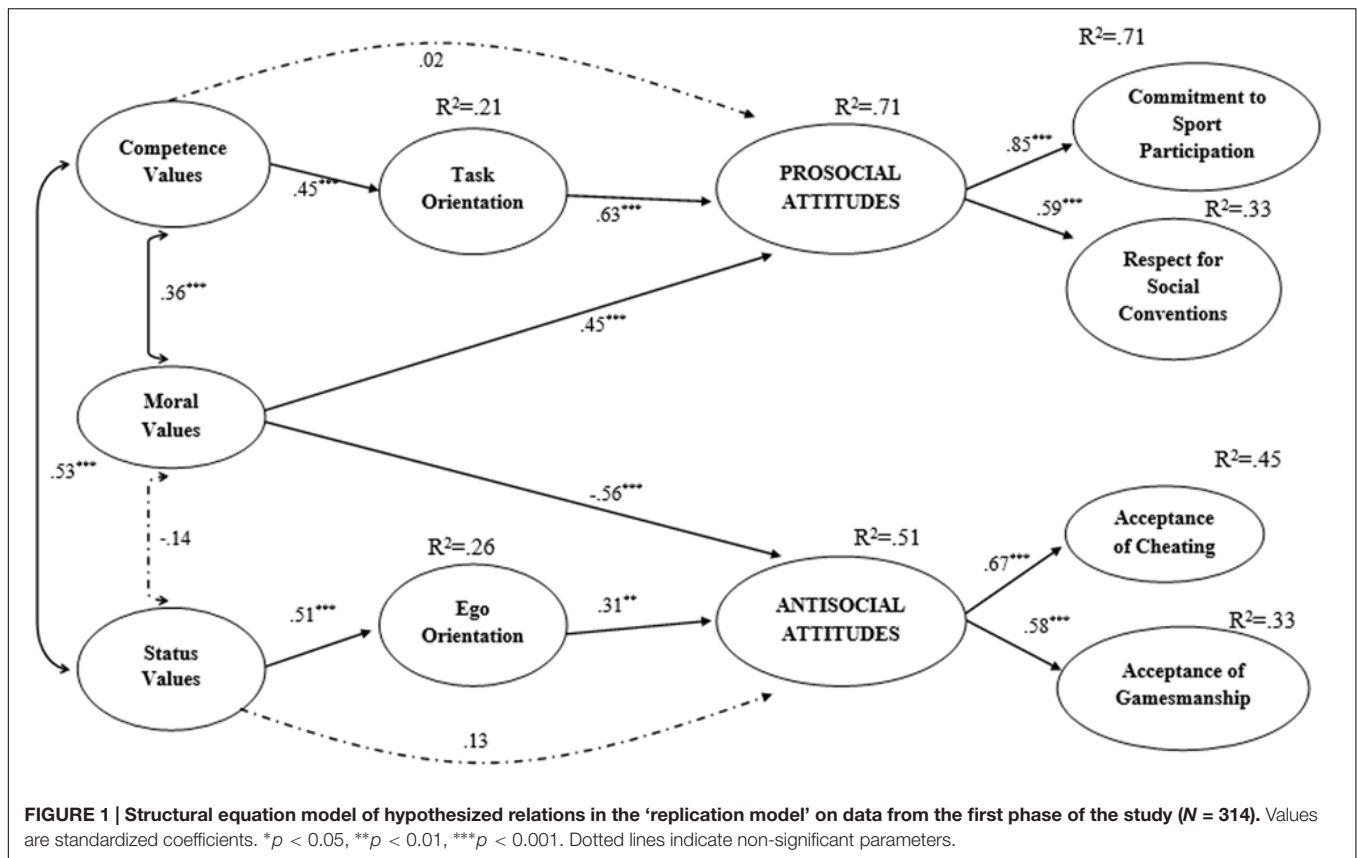 R²=.71
.02
Commitment to
Sport
Participation
R²=.21
R²=.71
Competence
Values
.85***
Task
Orientation
PROSOCIAL
ATTITUDES
.45***
.63***
.59***
R²=.33
Respect for
Social
Conventions
.36***
.45***
Moral
Values
.53***
-.56***
R²=.45
Acceptance
of Cheating
-.14
R²=.26
R²=.51
.67***
.51***
Ego
Orientation
.31**
ANTISOCIAL
ATTITUDES
.58***
R²=.33
Status
Values
Acceptance of
Gamesmanship
.13
FIGURE 1 | Structural equation model of hypothesized relations in the ‘replication model’ on data from the first phase of the study (N = 314). Values
are standardized coefficients. *p < 0.05, **p < 0.01, ***p < 0.001. Dotted lines indicate non-significant parameters.